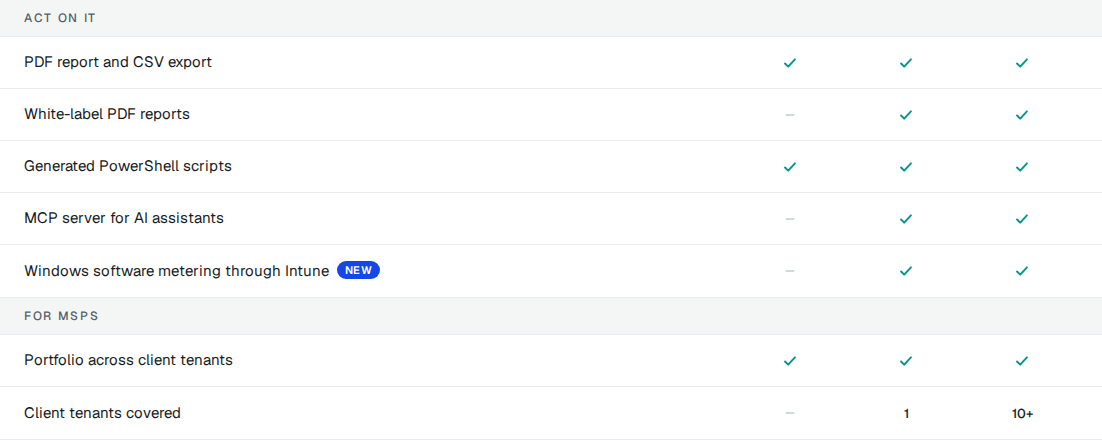 ACT ON IT
PDF report and CSV export ✓ ✓ ✓
White-label PDF reports – ✓ ✓
Generated PowerShell scripts ✓ ✓ ✓
MCP server for AI assistants – ✓ ✓
Windows software metering through Intune NEW – ✓ ✓
FOR MSPS
Portfolio across client tenants ✓ ✓ ✓
Client tenants covered – 1 10+